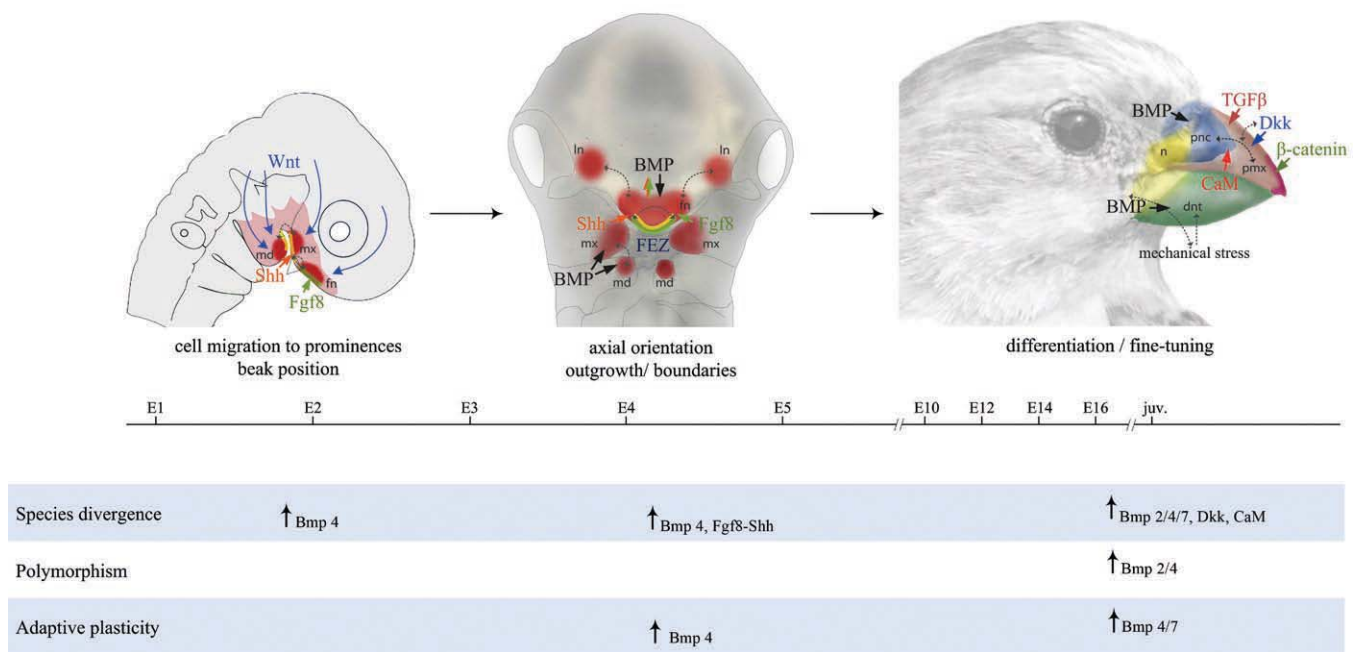 Wnt
md
mx
Shh
fn
Fgf8
cell migration to prominences
beak position
ln
ln
BMP
fn
Shh
Fgf8
mx
FEZ
mx
BMP
md
md
axial orientation
outgrowth/ boundaries
TGFβ
BMP
Dkk
pnc
n
β-catenin
pmx
CaM
BMP
dnt
mechanical stress
differentiation / fine-tuning
E1 E2 E3 E4 E5 E10 E12 E14 E16 juv.
Species divergence
Bmp 4
Bmp 4, Fgf8-Shh
Bmp 2/4/7, Dkk, CaM
Polymorphism
Bmp 2/4
Adaptive plasticity
Bmp 4
Bmp 4/7